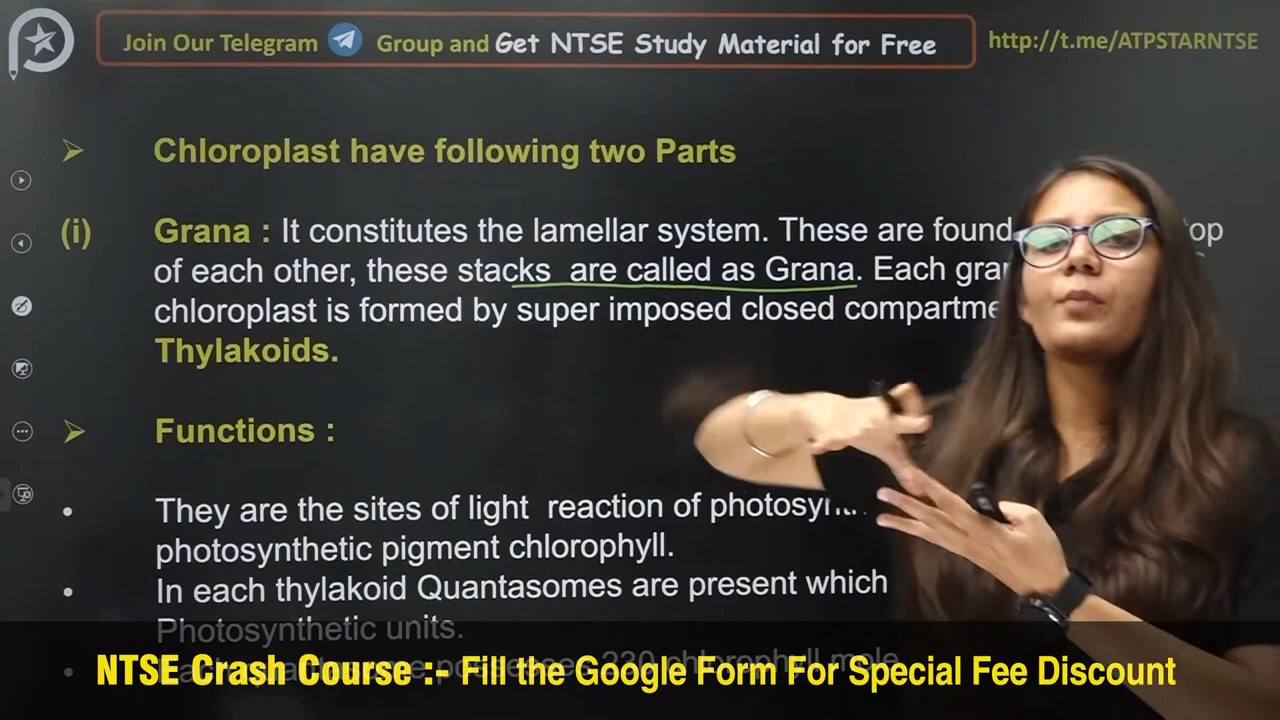 Join Our Telegram Group and Get NTSE Study Material for Free http://t.me/ATPSTARNTSE
➢ Chloroplast have following two Parts
(i) Grana : It constitutes the lamellar system. These are found top
of each other, these stacks are called as Grana. Each
chloroplast is formed by super imposed closed
Thylakoids.
➢ Functions :
• They are the sites of light reaction of
photosynthetic pigment chlorophyll.
• In each thylakoid Quantasomes are present which
Photosynthetic units.
• 230 chlorophyll
NTSE Crash Course :- Fill the Google Form For Special Fee Discount